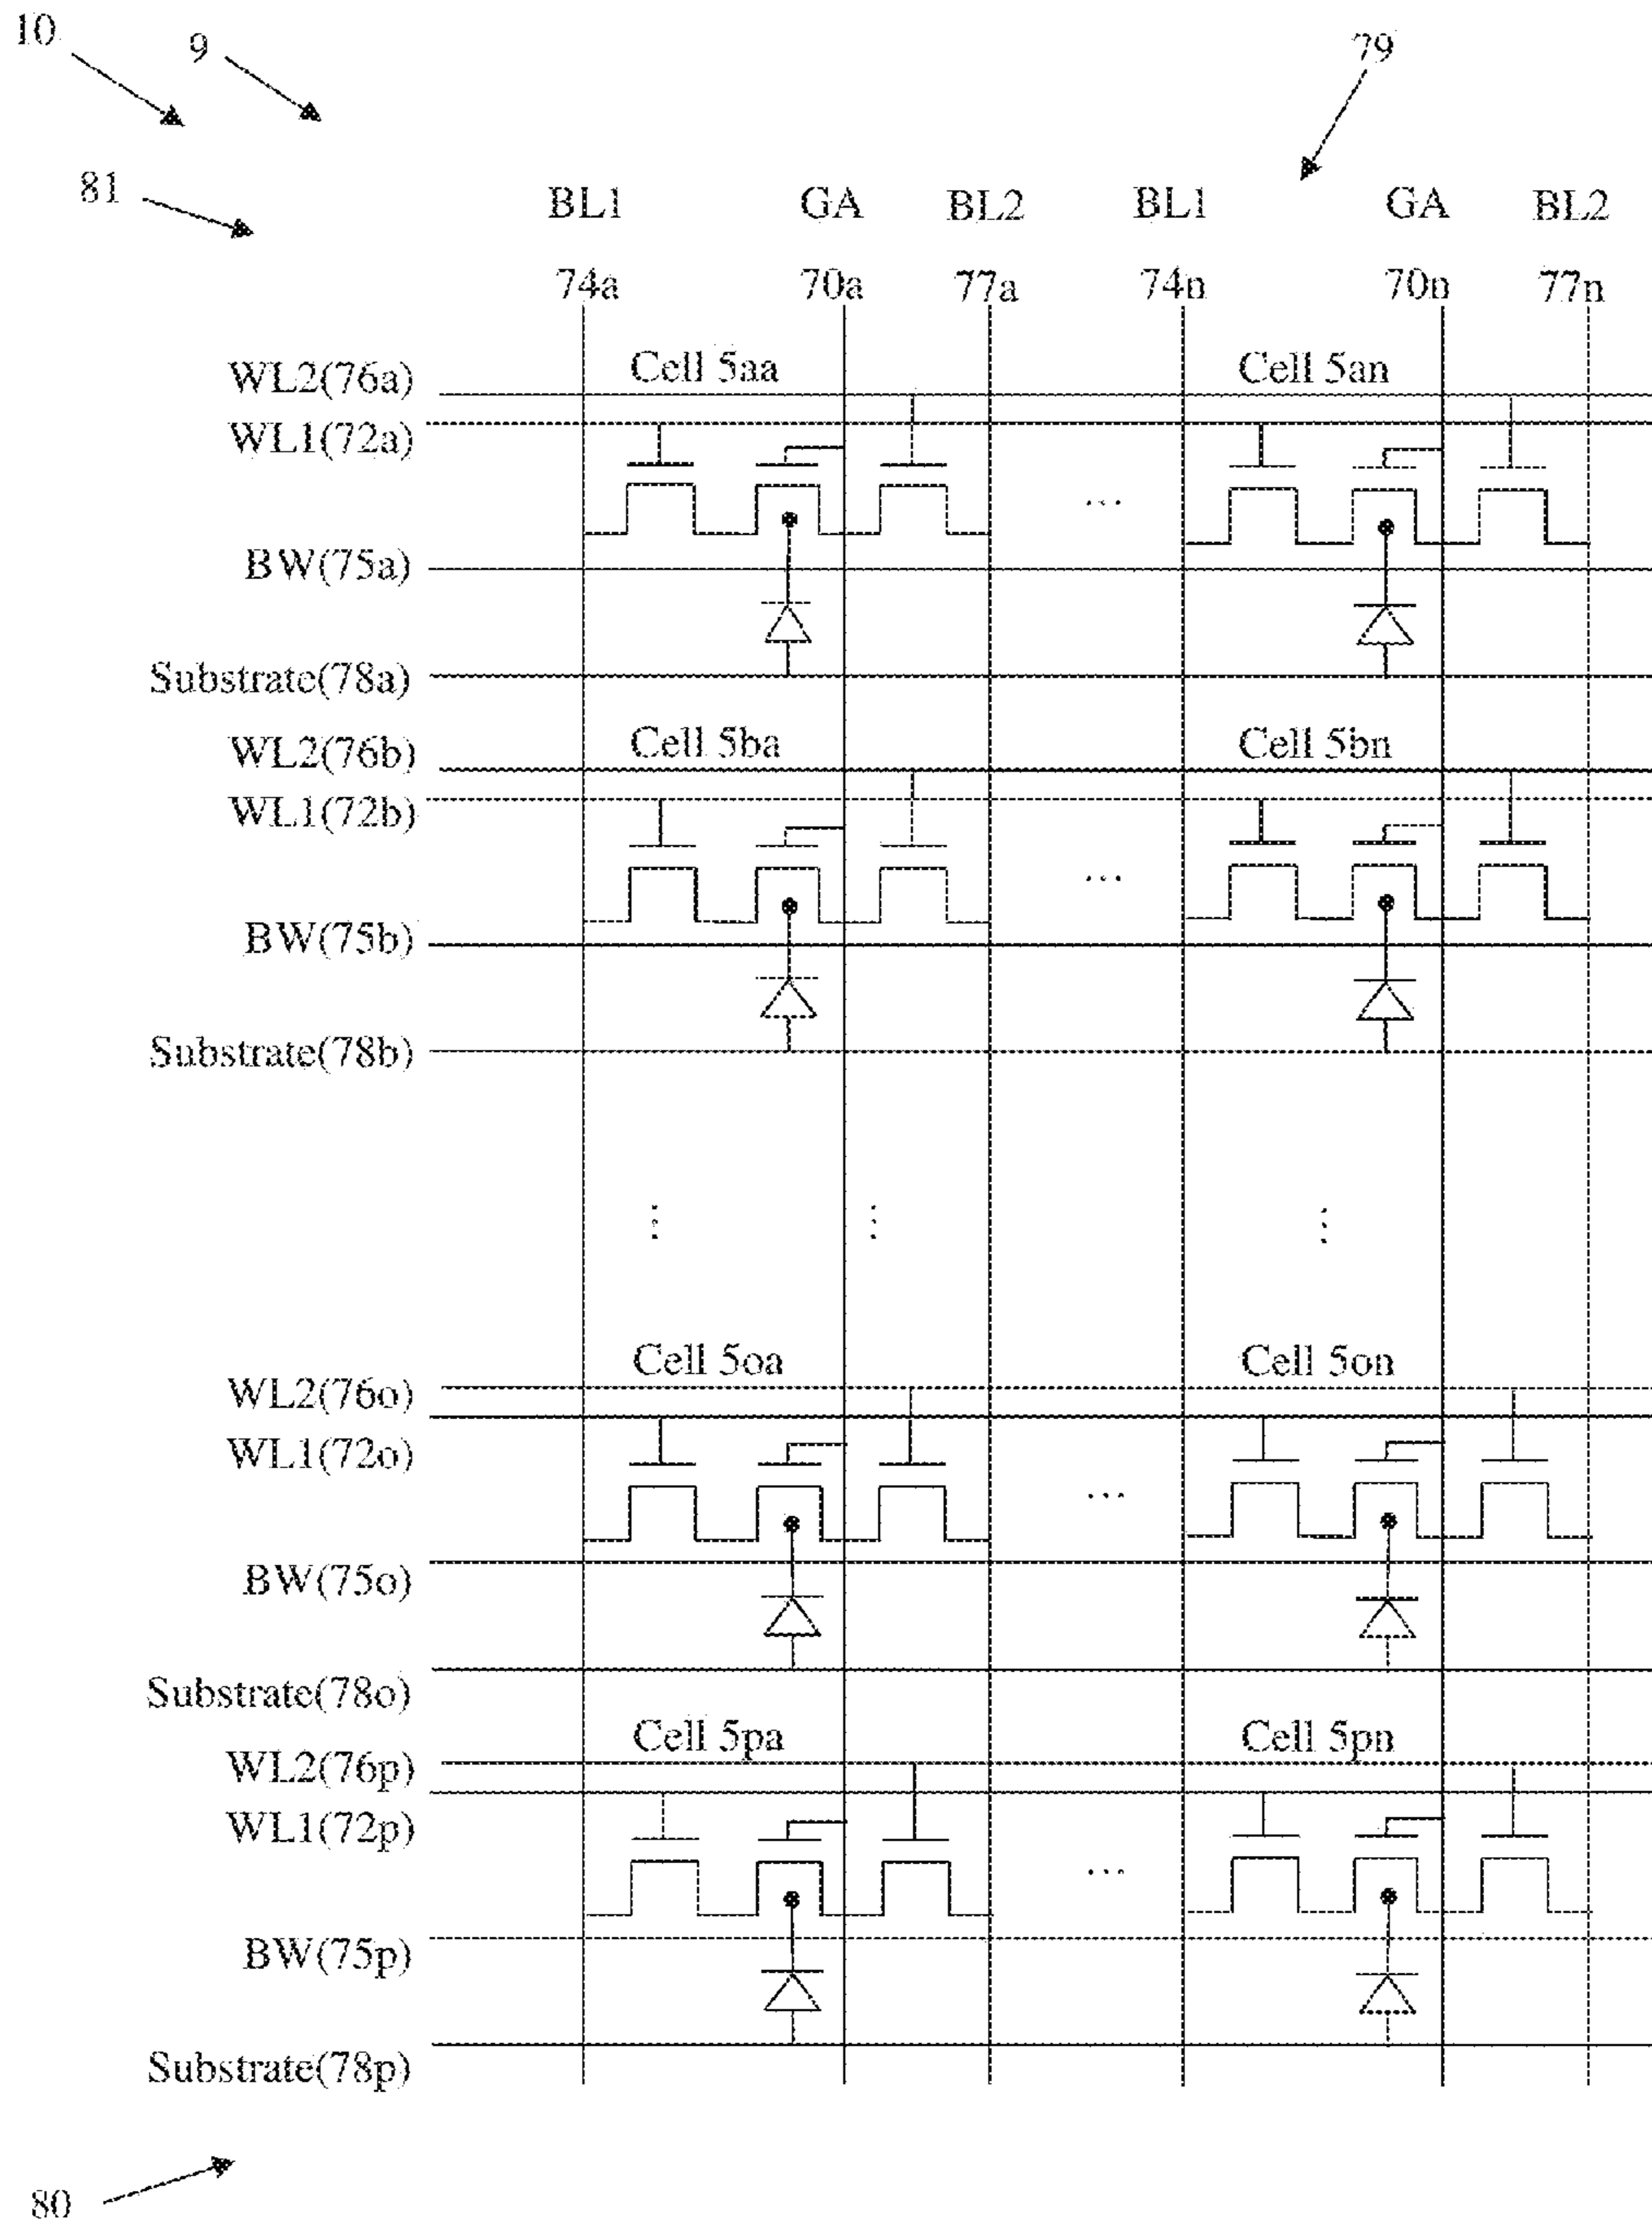 10 9 79
81
BL1 GA BL2 BL1 GA BL2
74a 70a 77a 74n 70n 77n
WL2(76a) Cell 5aa Cell 5an
WL1(72a)
...
BW(75a)
Substrate(78a)
WL2(76b) Cell 5ba Cell 5bn
WL1(72b)
...
BW(75b)
Substrate(78b)
⋮ ⋮ ⋮
Cell 5oa Cell 5on
WL2(76o)
WL1(72o)
...
BW(75o)
Substrate(78o)
Cell 5pa Cell 5pn
WL2(76p)
WL1(72p)
...
BW(75p)
Substrate(78p)
80